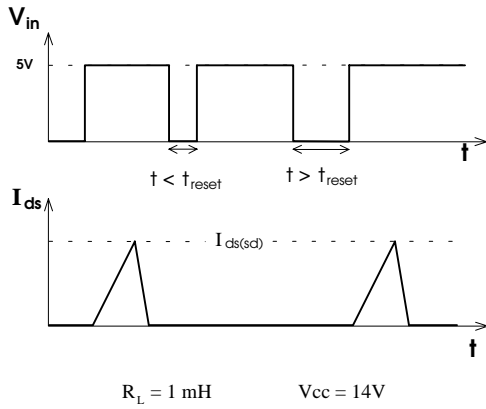 V_in
5V
t
t < t_reset
t > t_reset
I_ds
I_ds(sd)
t
R_L = 1 mH
Vcc = 14V